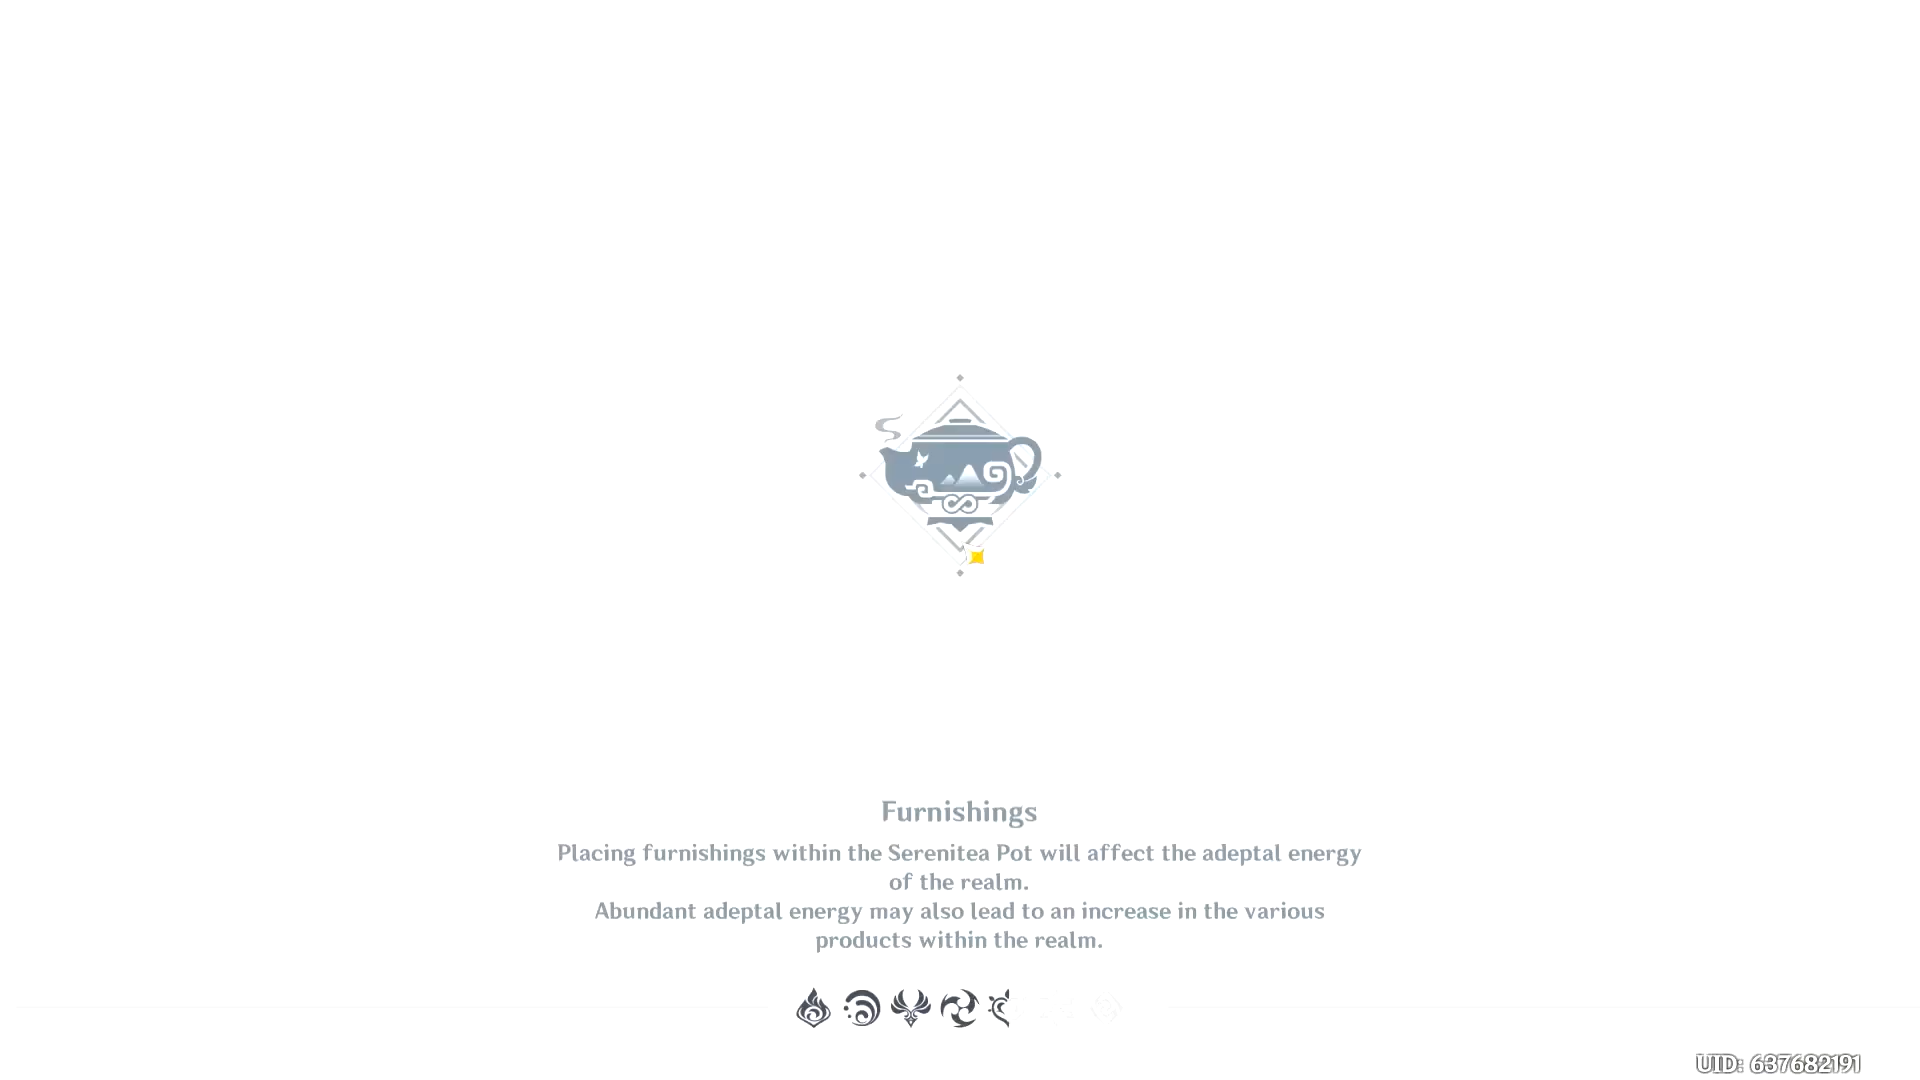 Furnishings
Placing furnishings within the Serenitea Pot will affect the adeptal energy
of the realm.
Abundant adeptal energy may also lead to an increase in the various
products within the realm.
UID: 637682191